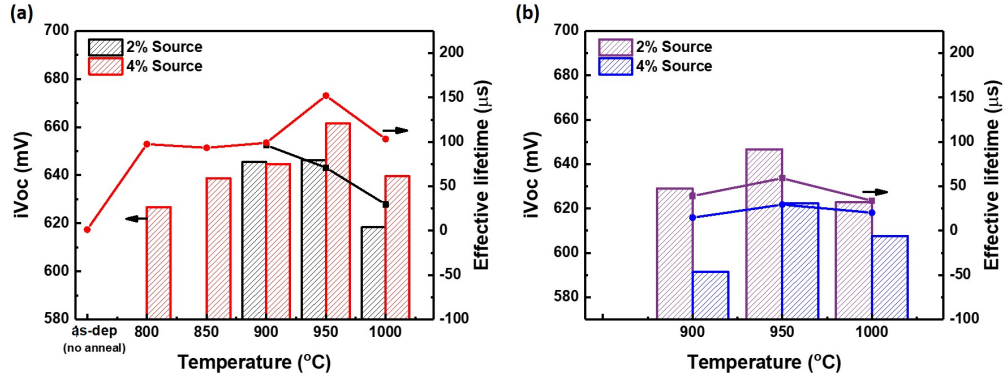 (a)
700
680
660
640
620
600
580
iVoc (mV)
2% Source
4% Source
200
150
100
50
0
-50
-100
Effective lifetime (μs)
as-dep
(no anneal)
800
850
900
950
1000
Temperature (°C)
(b)
700
680
660
640
620
600
580
iVoc (mV)
2% Source
4% Source
200
150
100
50
0
-50
-100
Effective lifetime (μs)
900
950
1000
Temperature (°C)